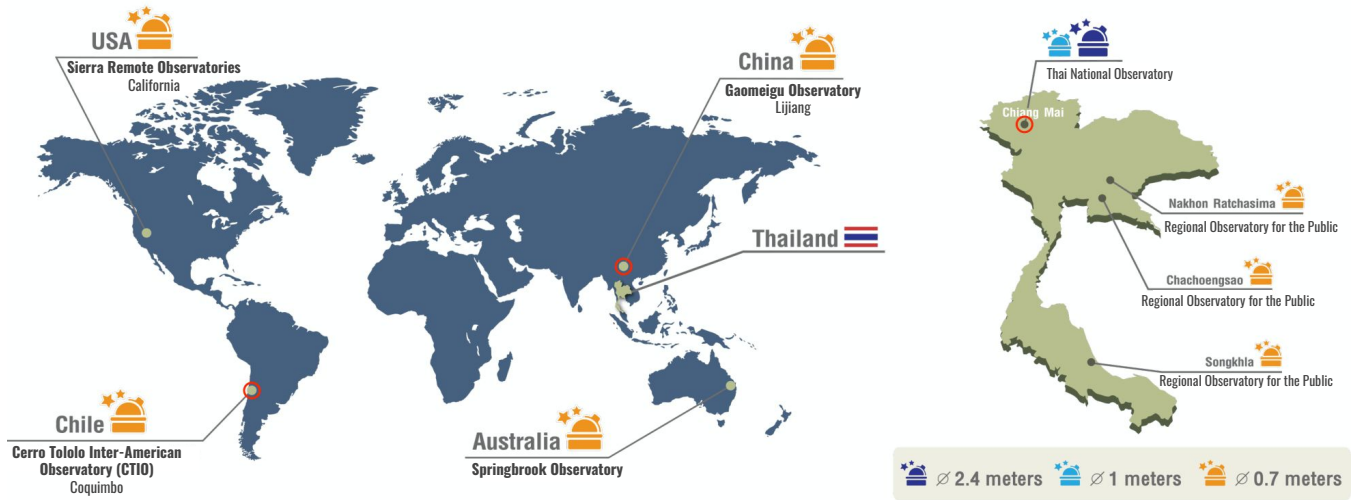 USA
Sierra Remote Observatories
California
China
Gaomeigu Observatory
Lijiang
Thailand
Chile
Cerro Tololo Inter-American
Observatory (CTIO)
Coquimbo
Australia
Springbrook Observatory
Thai National Observatory
Chiang Mai
Nakhon Ratchasima
Regional Observatory for the Public
Chachoengsao
Regional Observatory for the Public
Songkhla
Regional Observatory for the Public
∅ 2.4 meters ∅ 1 meters ∅ 0.7 meters